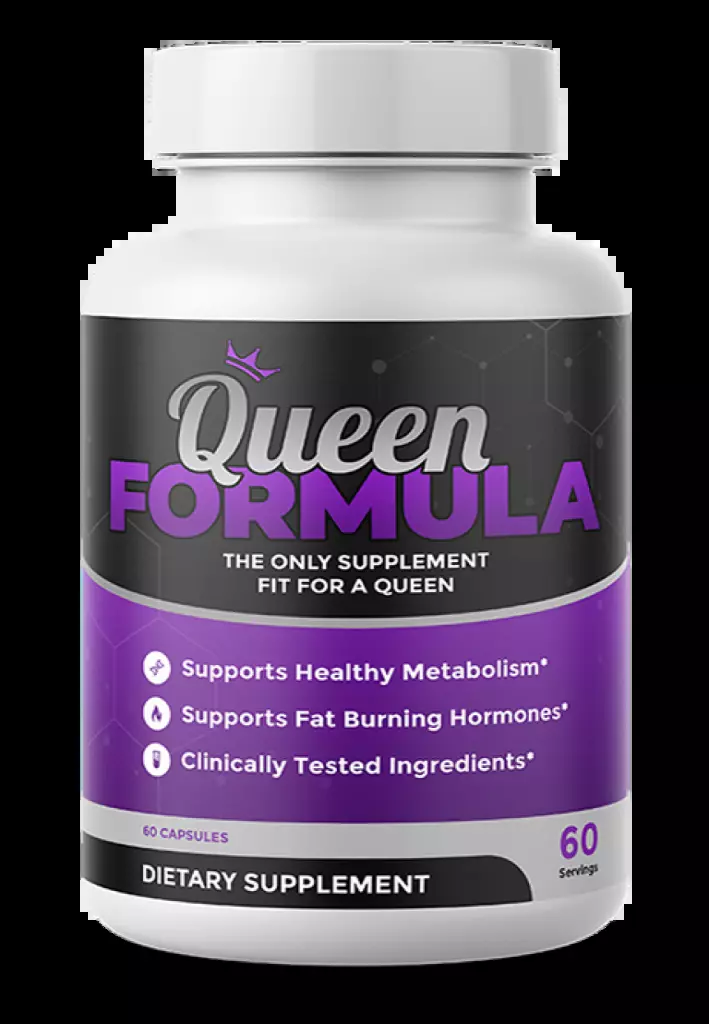 Queen
FORMULA
THE ONLY SUPPLEMENT
FIT FOR A QUEEN
Supports Healthy Metabolism*
Supports Fat Burning Hormones*
Clinically Tested Ingredients*
60 CAPSULES
60
Servings
DIETARY SUPPLEMENT